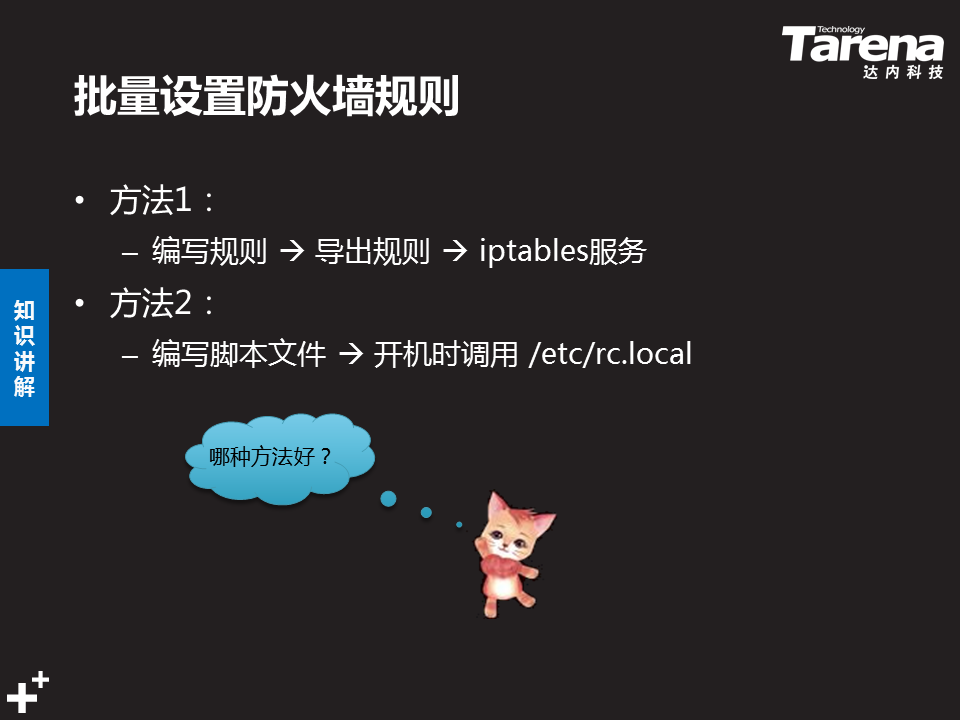 Technology
Tarena
达内科技
批量设置防火墙规则
• 方法1：
– 编写规则 → 导出规则 → iptables服务
• 方法2：
– 编写脚本文件 → 开机时调用 /etc/rc.local
知识讲解
哪种方法好？